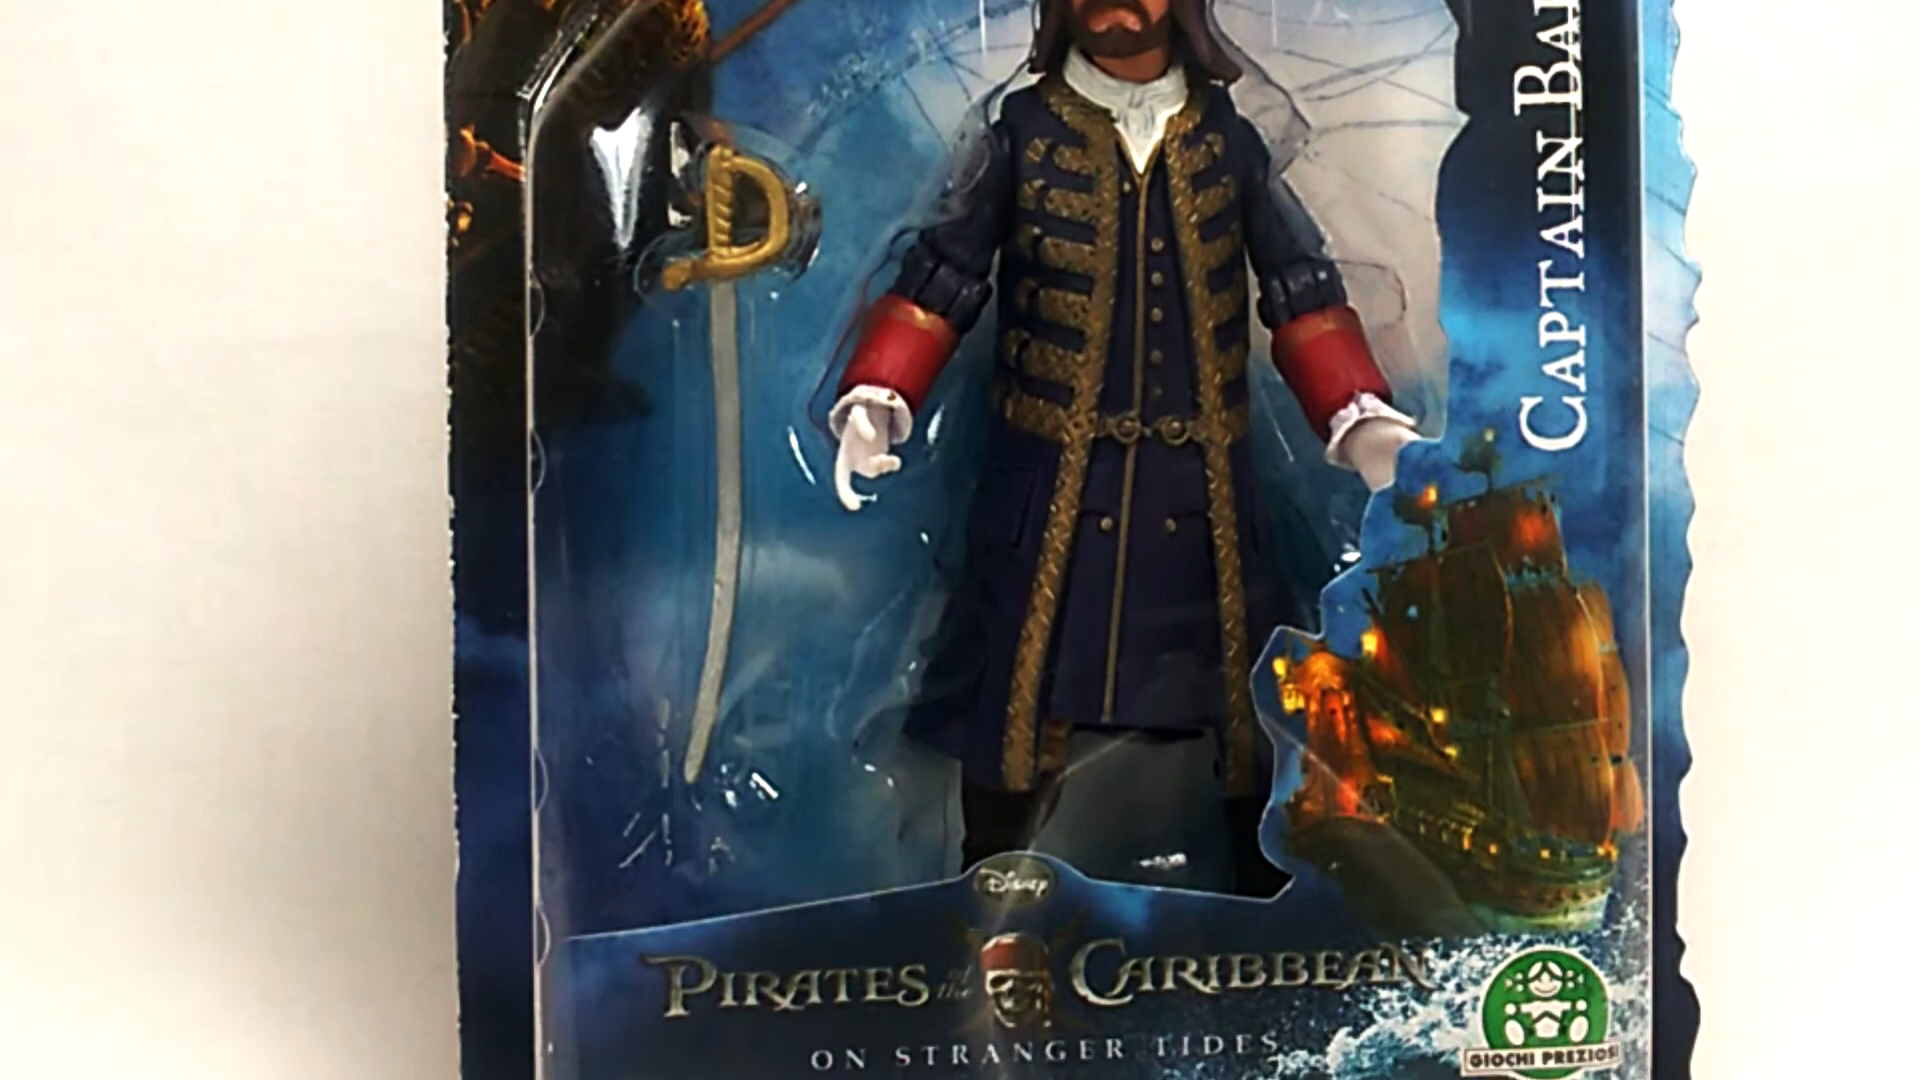 CAPTAIN BAR
Disney
PIRATES of the CARIBBEAN
ON STRANGER TIDES
GIOCHI PREZIOSI